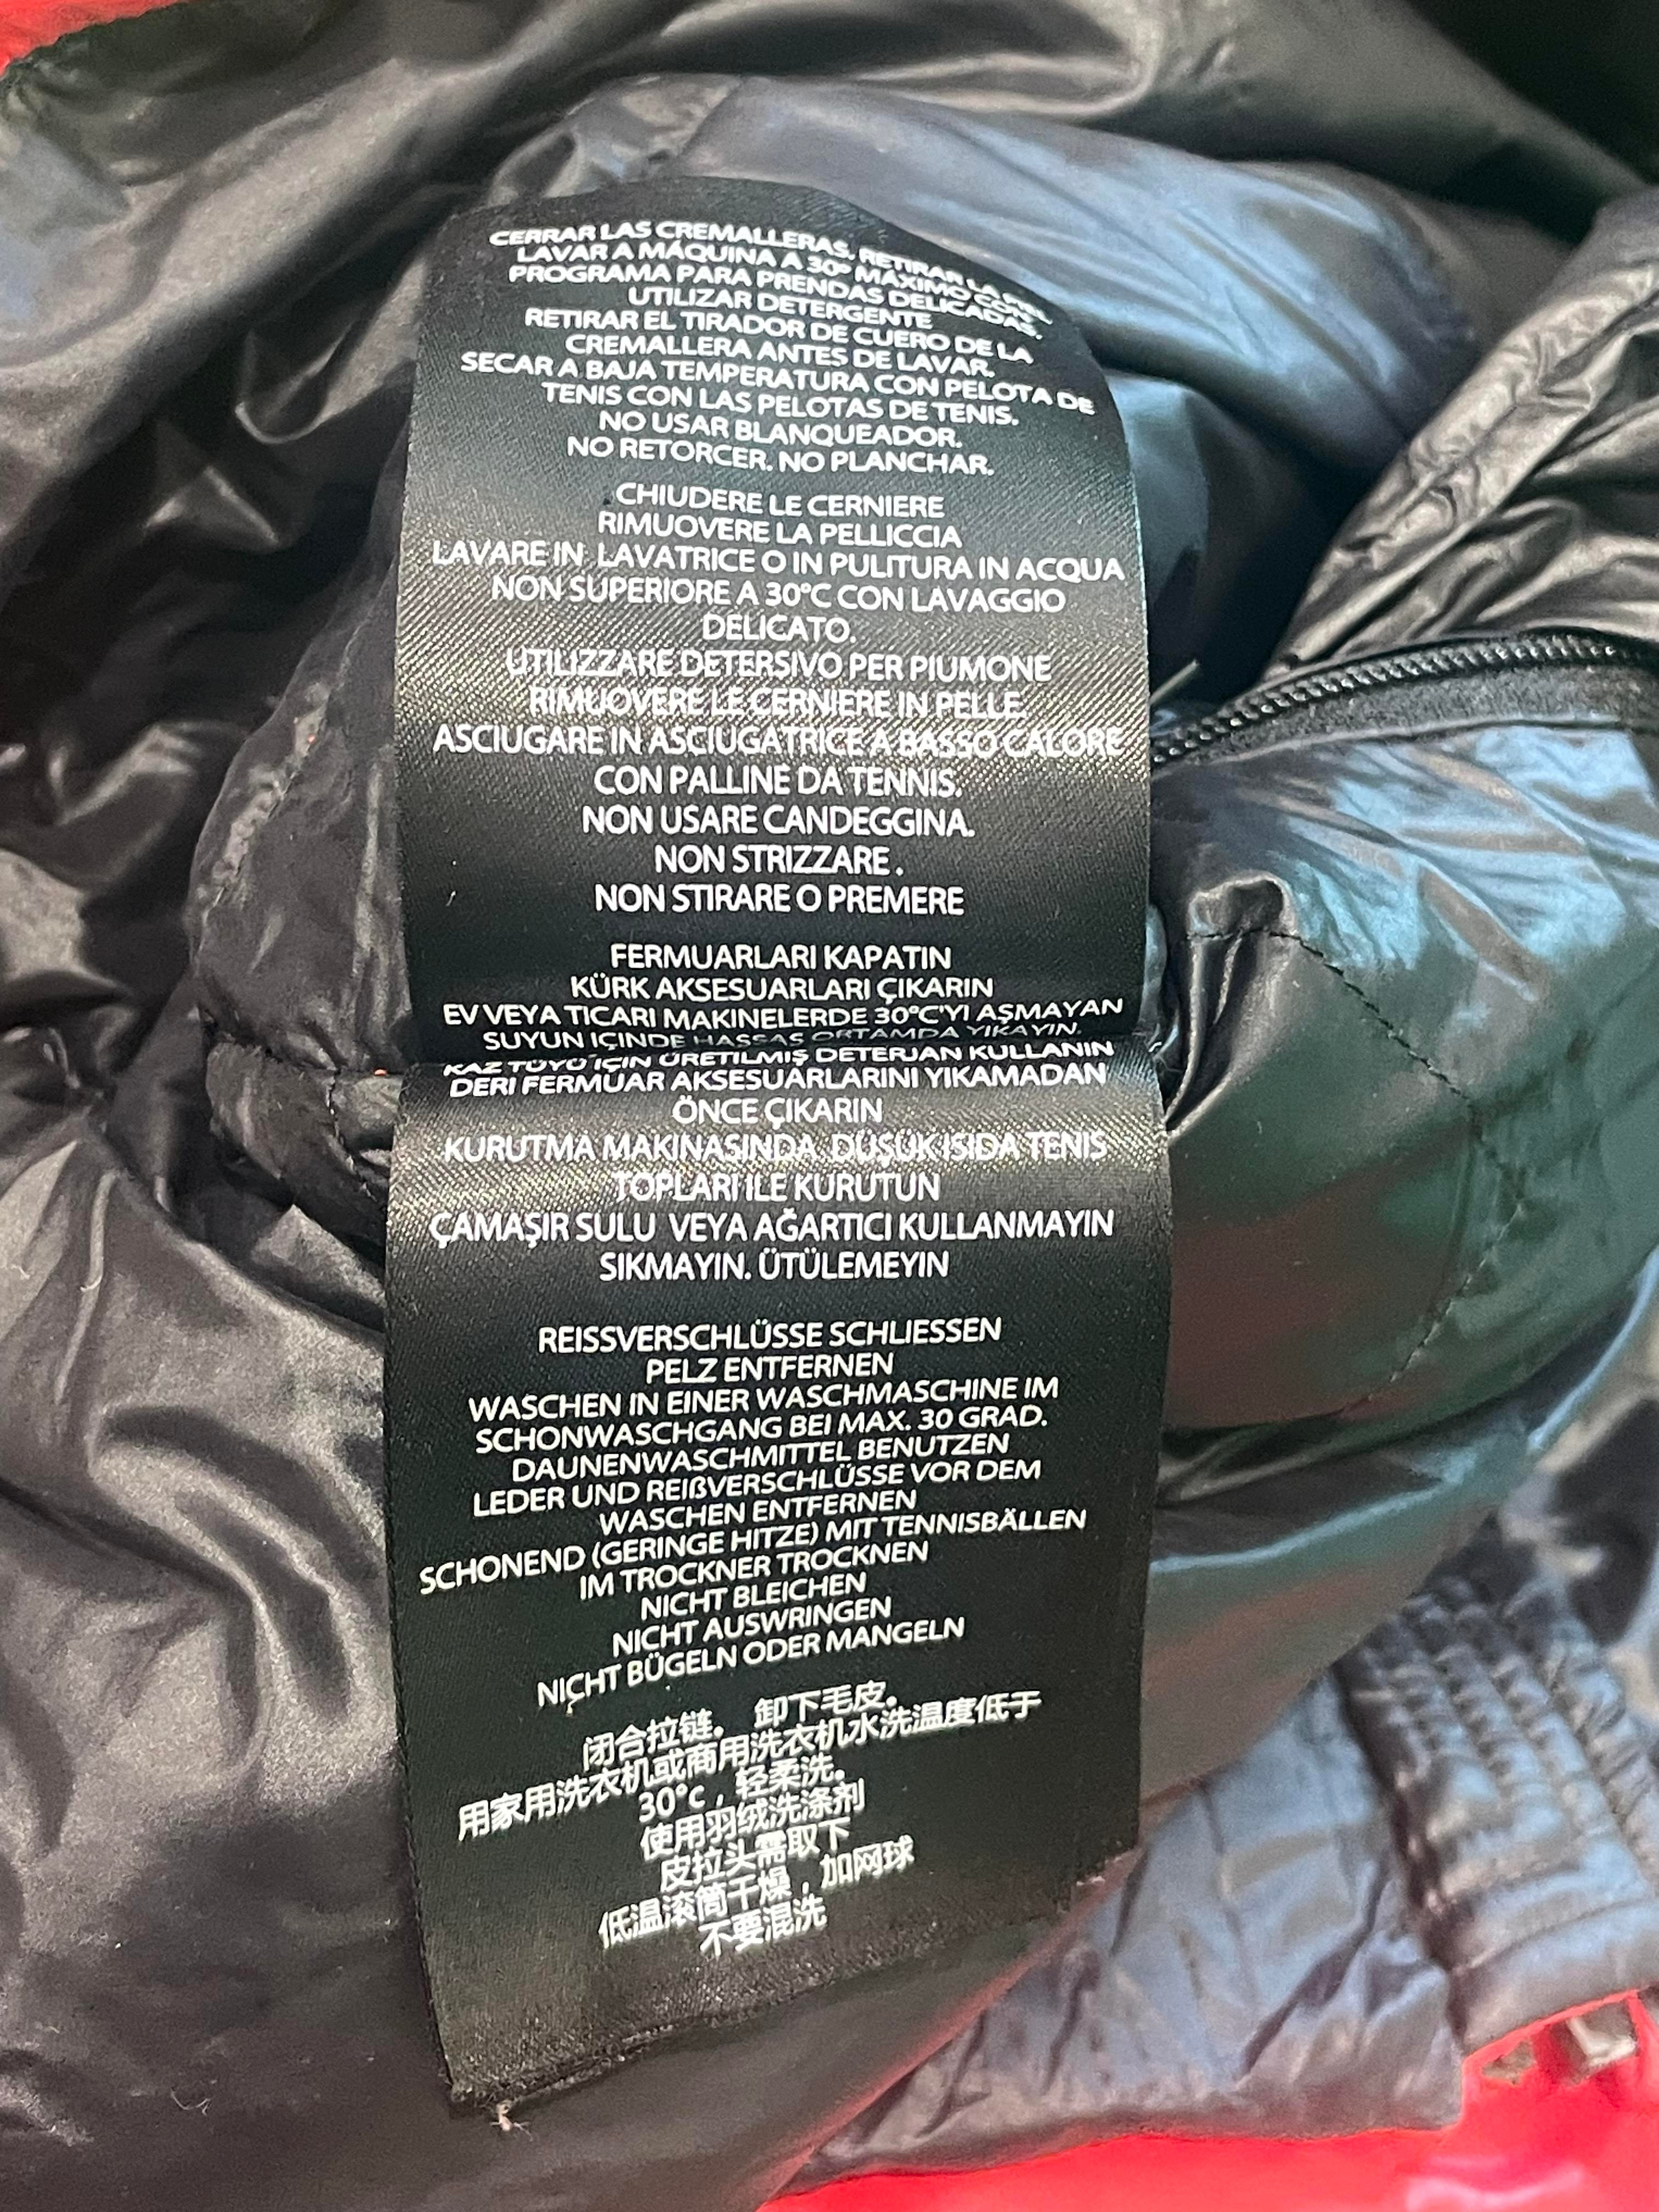 CERRAR LAS CREMALLERAS, RETIRAR LA PIEL
LAVAR A MÁQUINA A 30º MÁXIMO CON EL
PROGRAMA PARA PRENDAS DELICADAS.
UTILIZAR DETERGENTE
RETIRAR EL TIRADOR DE CUERO DE LA
CREMALLERA ANTES DE LAVAR.
SECAR A BAJA TEMPERATURA CON PELOTA DE
TENIS CON LAS PELOTAS DE TENIS.
NO USAR BLANQUEADOR.
NO RETORCER. NO PLANCHAR.
CHIUDERE LE CERNIERE
RIMUOVERE LA PELLICCIA
LAVARE IN LAVATRICE O IN PULITURA IN ACQUA
NON SUPERIORE A 30°C CON LAVAGGIO
DELICATO.
UTILIZZARE DETERSIVO PER PIUMONE
RIMUOVERE LE CERNIERE IN PELLE.
ASCIUGARE IN ASCIUGATRICE A BASSO CALORE
CON PALLINE DA TENNIS.
NON USARE CANDEGGINA.
NON STRIZZARE .
NON STIRARE O PREMERE
FERMUARLARI KAPATIN
KÜRK AKSESUARLARI ÇIKARIN
EV VEYA TICARI MAKINELERDE 30°C'YI AŞMAYAN
SUYUN IÇINDE HASSAS ORTAMDA YIKAYIN.
KAZ TÜYÜ IÇIN ÜRETILMIŞ DETERJAN KULLANIN
DERI FERMUAR AKSESUARLARINI YIKAMADAN
ÖNCE ÇIKARIN
KURUTMA MAKINASINDA DÜŞÜK ISIDA TENIS
TOPLARI ILE KURUTUN
ÇAMAŞIR SULU VEYA AĞARTICI KULLANMAYIN
SIKMAYIN. ÜTÜLEMEYIN
REISSVERSCHLÜSSE SCHLIESSEN
PELZ ENTFERNEN
WASCHEN IN EINER WASCHMASCHINE IM
SCHONWASCHGANG BEI MAX. 30 GRAD.
DAUNENWASCHMITTEL BENUTZEN
LEDER UND REIßVERSCHLÜSSE VOR DEM
WASCHEN ENTFERNEN
SCHONEND (GERINGE HITZE) MIT TENNISBÄLLEN
IM TROCKNER TROCKNEN
NICHT BLEICHEN
NICHT AUSWRINGEN
NICHT BÜGELN ODER MANGELN
闭合拉链。 卸下毛皮。
用家用洗衣机或商用洗衣机水洗温度低于
30°c，轻柔洗。
使用羽绒洗涤剂
皮拉头需取下
低温滚筒干燥，加网球
不要混洗